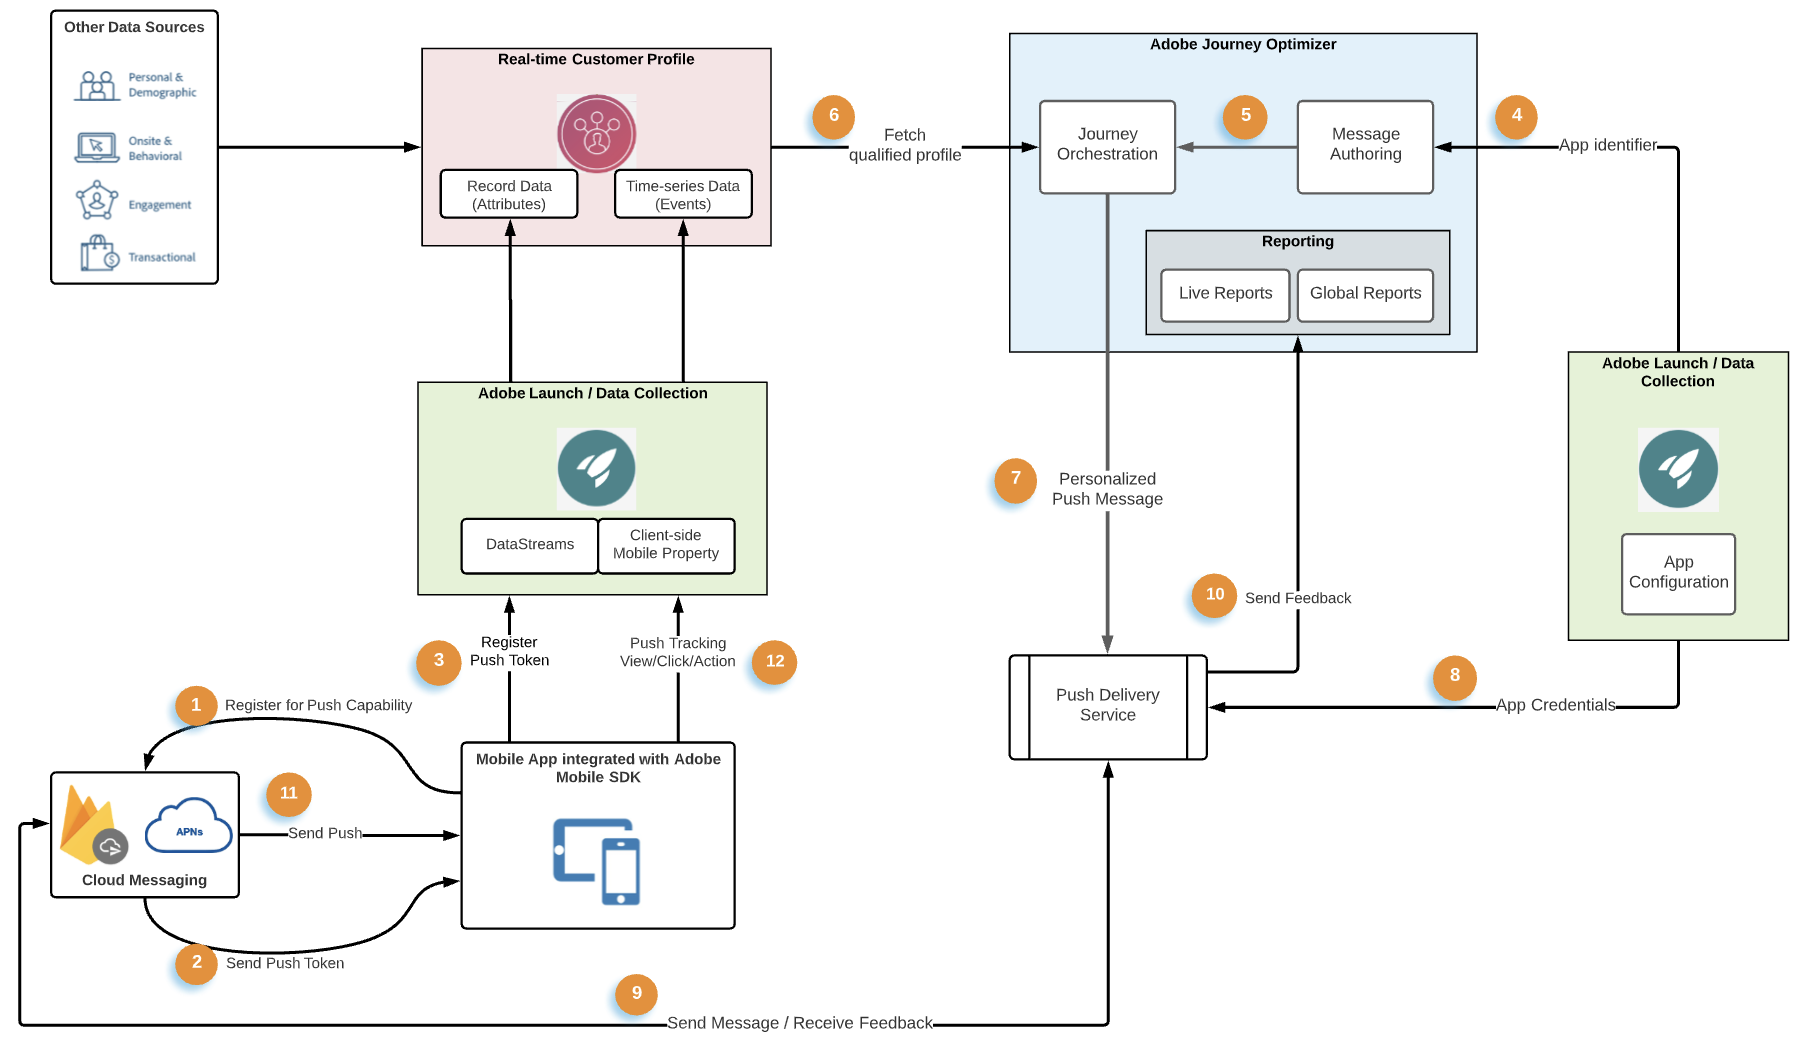 Other Data Sources
Personal &
Demographic
Onsite &
Behavioral
Engagement
Transactional
$
Real-time Customer Profile
Record Data
(Attributes)
Time-series Data
(Events)
6
Fetch
qualified profile
Adobe Journey Optimizer
Journey
Orchestration
5
Message
Authoring
4
App identifier
Reporting
Live Reports
Global Reports
Adobe Launch / Data Collection
DataStreams
Client-side
Mobile Property
Adobe Launch / Data
Collection
App
Configuration
7
Personalized
Push Message
10
Send Feedback
3
Register
Push Token
Push Tracking
View/Click/Action
12
8
App Credentials
Push Delivery
Service
1
Register for Push Capability
Mobile App integrated with Adobe
Mobile SDK
11
Send Push
APNs
Cloud Messaging
2
Send Push Token
9
Send Message / Receive Feedback